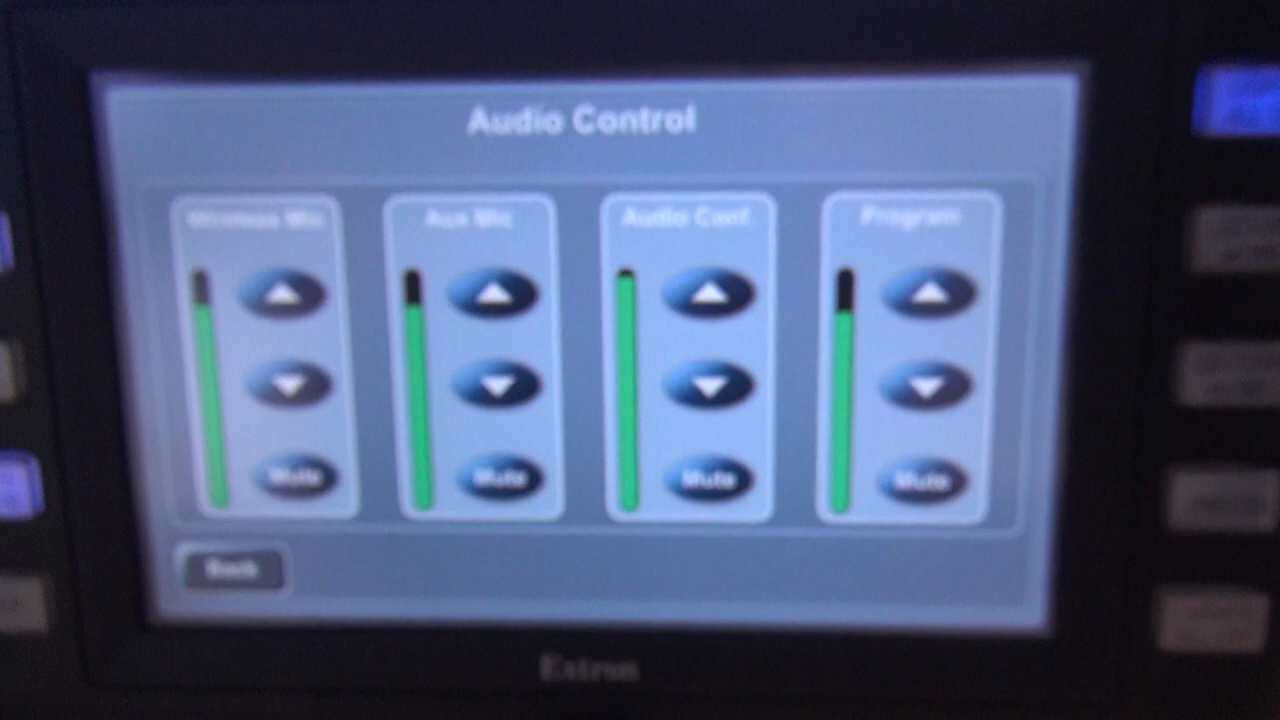 Audio Control
Wireless Mic
Aux Mic
Audio Conf.
Program
Mute
Mute
Mute
Mute
Back
Extron